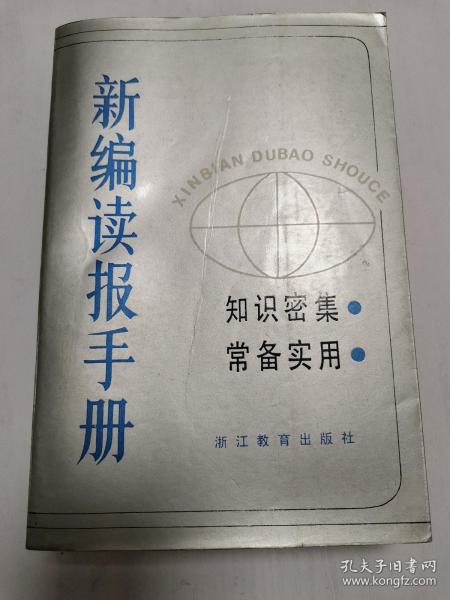 新编读报手册
XINBIAN DUBAO SHOUCE
知识密集●
常备实用●
浙江教育出版社
孔夫子旧书网
www.kongfz.com